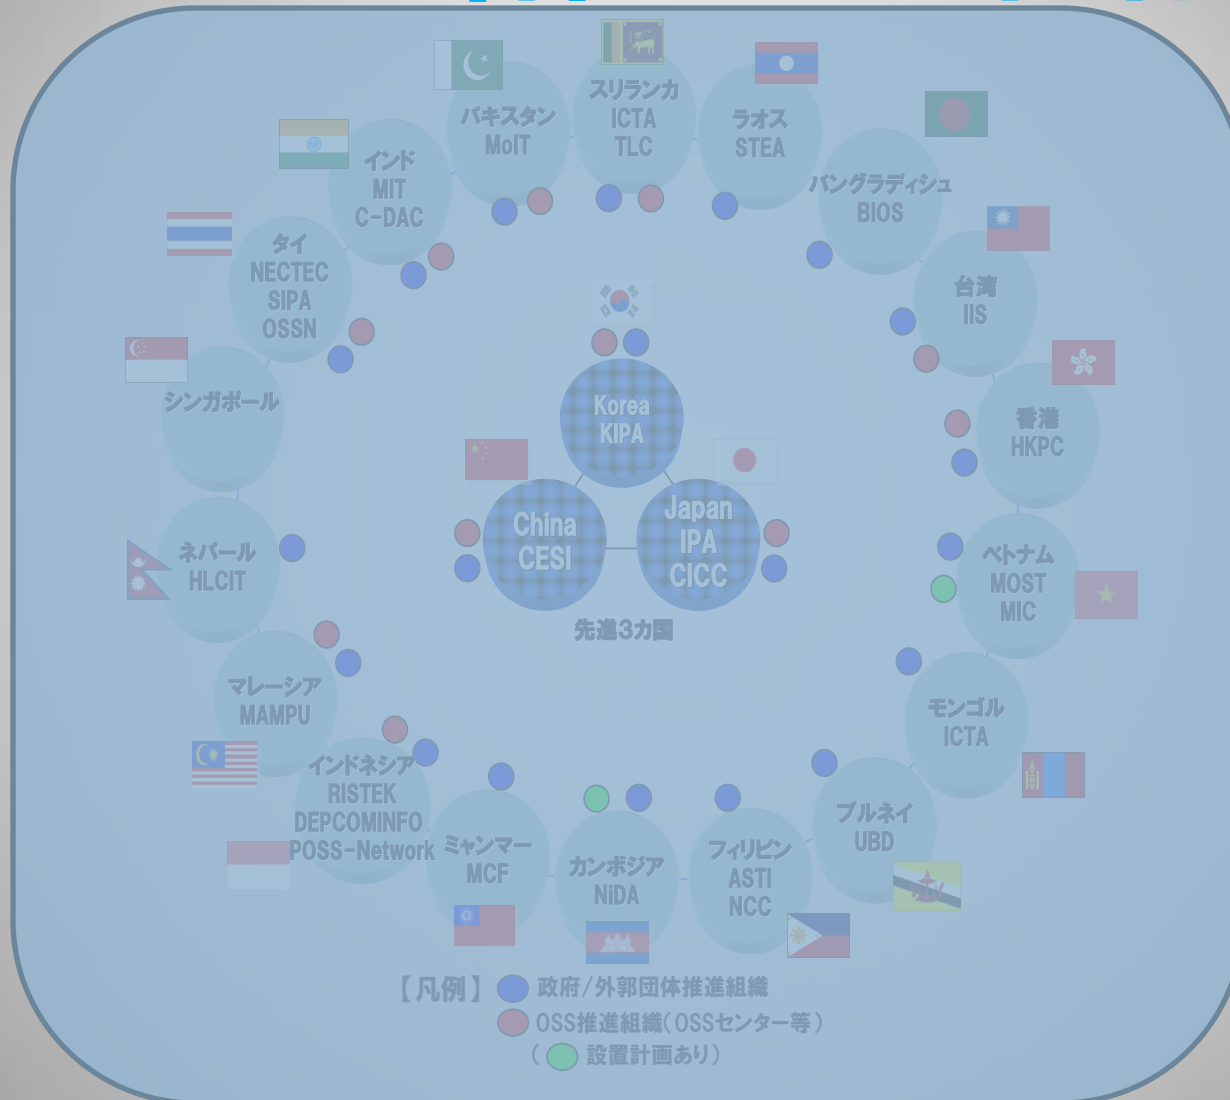 スリランカ
ICTA
TLC
パキスタン
MoIT
ラオス
STEA
インド
MIT
C-DAC
バングラディシュ
BIOS
タイ
NECTEC
SIPA
OSSN
台湾
IIS
シンガポール
Korea
KIPA
香港
HKPC
China
CESI
Japan
IPA
CICC
先進3カ国
ネパール
HLCIT
ベトナム
MOST
MIC
マレーシア
MAMPU
モンゴル
ICTA
インドネシア
RISTEK
DEPCOMINFO
POSS-Network
ミャンマー
MCF
カンボジア
NiDA
フィリピン
ASTI
NCC
ブルネイ
UBD
【凡例】 政府/外郭団体推進組織
OSS推進組織(OSSセンター等)
( 設置計画あり)